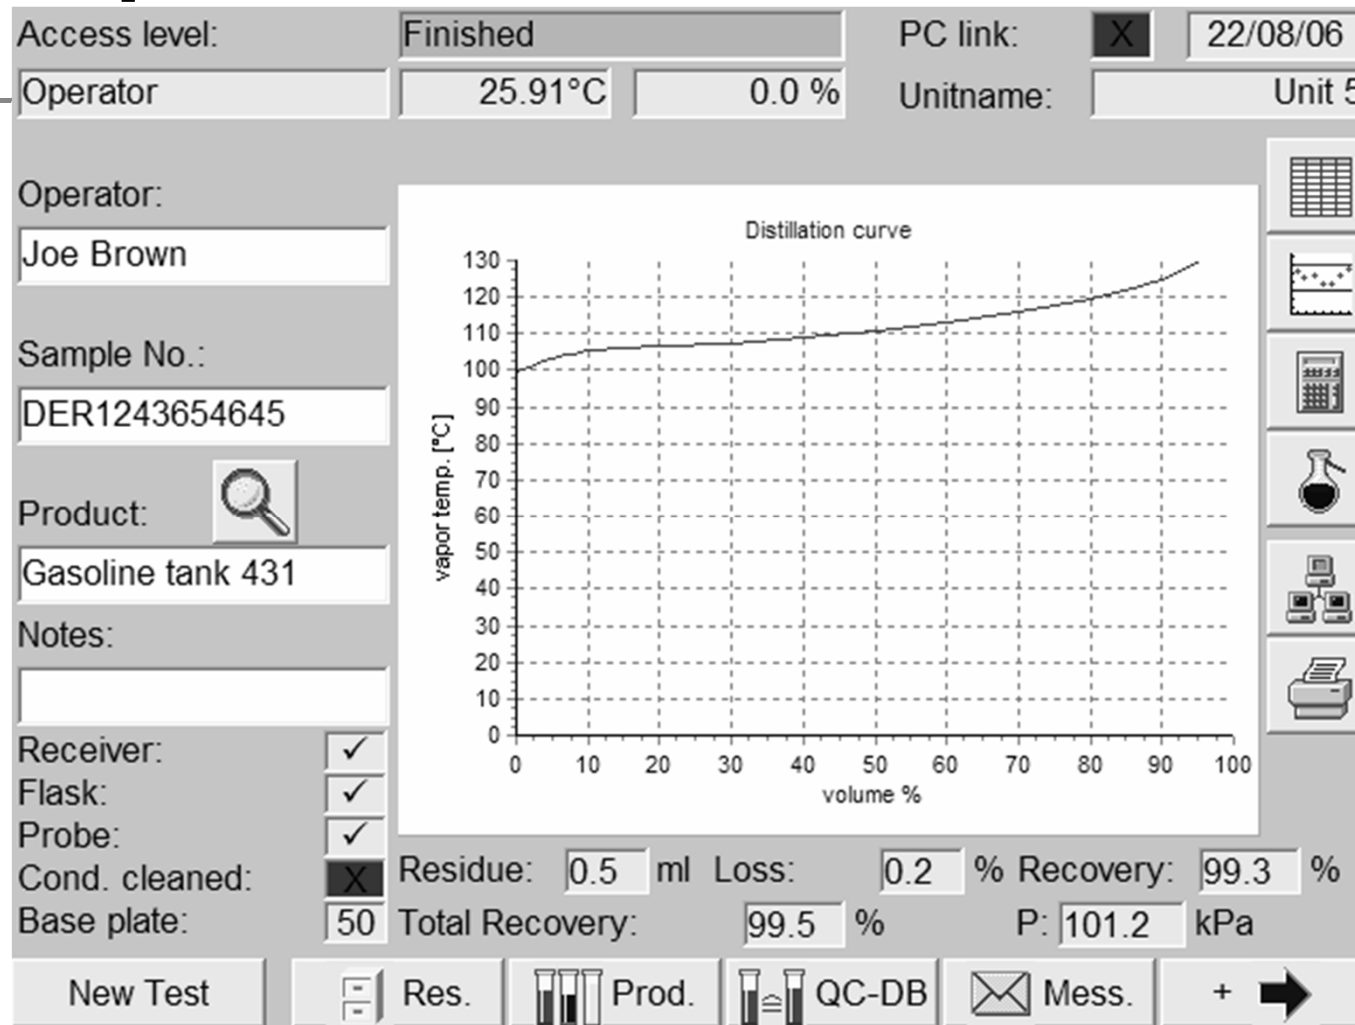 Access level: Finished PC link: X 22/08/06
Operator 25.91°C 0.0 % Unitname: Unit 5
Operator:
Joe Brown
Sample No.:
DER1243654645
Product:
Gasoline tank 431
Notes:
Receiver: ✓
Flask: ✓
Probe: ✓
Cond. cleaned: X
Base plate: 50
Distillation curve
vapor temp. [°C]
130
120
110
100
90
80
70
60
50
40
30
20
10
0
0 10 20 30 40 50 60 70 80 90 100
volume %
Residue: 0.5 ml Loss: 0.2 % Recovery: 99.3 %
Total Recovery: 99.5 % P: 101.2 kPa
New Test Res. Prod. QC-DB Mess. +